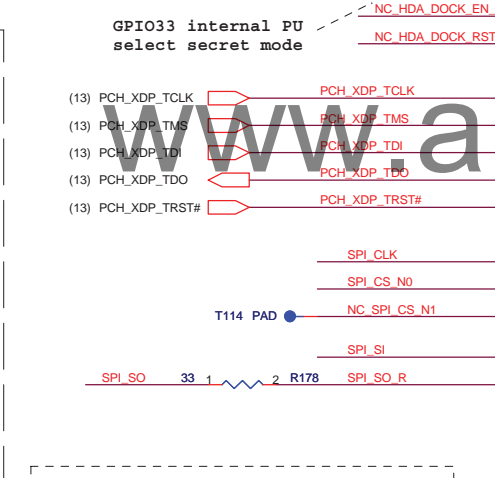 NC_HDA_DOCK_EN_
GPIO33 internal PU
select secret mode
NC_HDA_DOCK_RST
(13) PCH_XDP_TCLK PCH_XDP_TCLK
(13) PCH_XDP_TMS PCH_XDP_TMS
(13) PCH_XDP_TDI PCH_XDP_TDI
(13) PCH_XDP_TDO PCH_XDP_TDO
(13) PCH_XDP_TRST# PCH_XDP_TRST#
www.a
SPI_CLK
SPI_CS_N0
T114 PAD NC_SPI_CS_N1
SPI_SI
SPI_SO 33 1 2 R178 SPI_SO_R